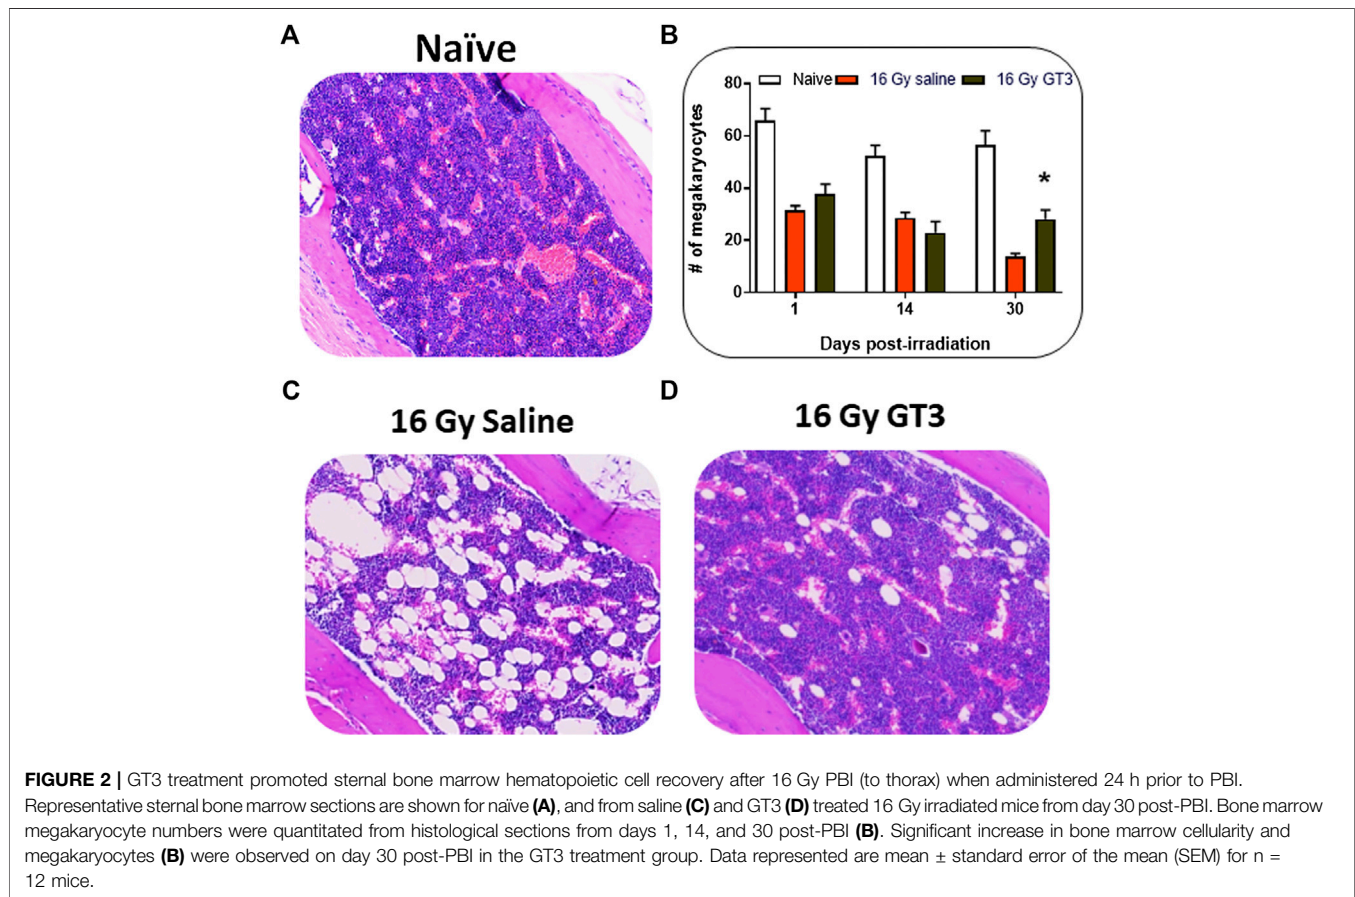 A
Naïve
B
80
60
40
20
0
# of megakaryocytes
Naive 16 Gy saline 16 Gy GT3
*
1 14 30
Days post-irradiation
C
16 Gy Saline
D
16 Gy GT3
FIGURE 2 | GT3 treatment promoted sternal bone marrow hematopoietic cell recovery after 16 Gy PBI (to thorax) when administered 24 h prior to PBI.
Representative sternal bone marrow sections are shown for naïve (A), and from saline (C) and GT3 (D) treated 16 Gy irradiated mice from day 30 post-PBI. Bone marrow
megakaryocyte numbers were quantitated from histological sections from days 1, 14, and 30 post-PBI (B). Significant increase in bone marrow cellularity and
megakaryocytes (B) were observed on day 30 post-PBI in the GT3 treatment group. Data represented are mean ± standard error of the mean (SEM) for n =
12 mice.